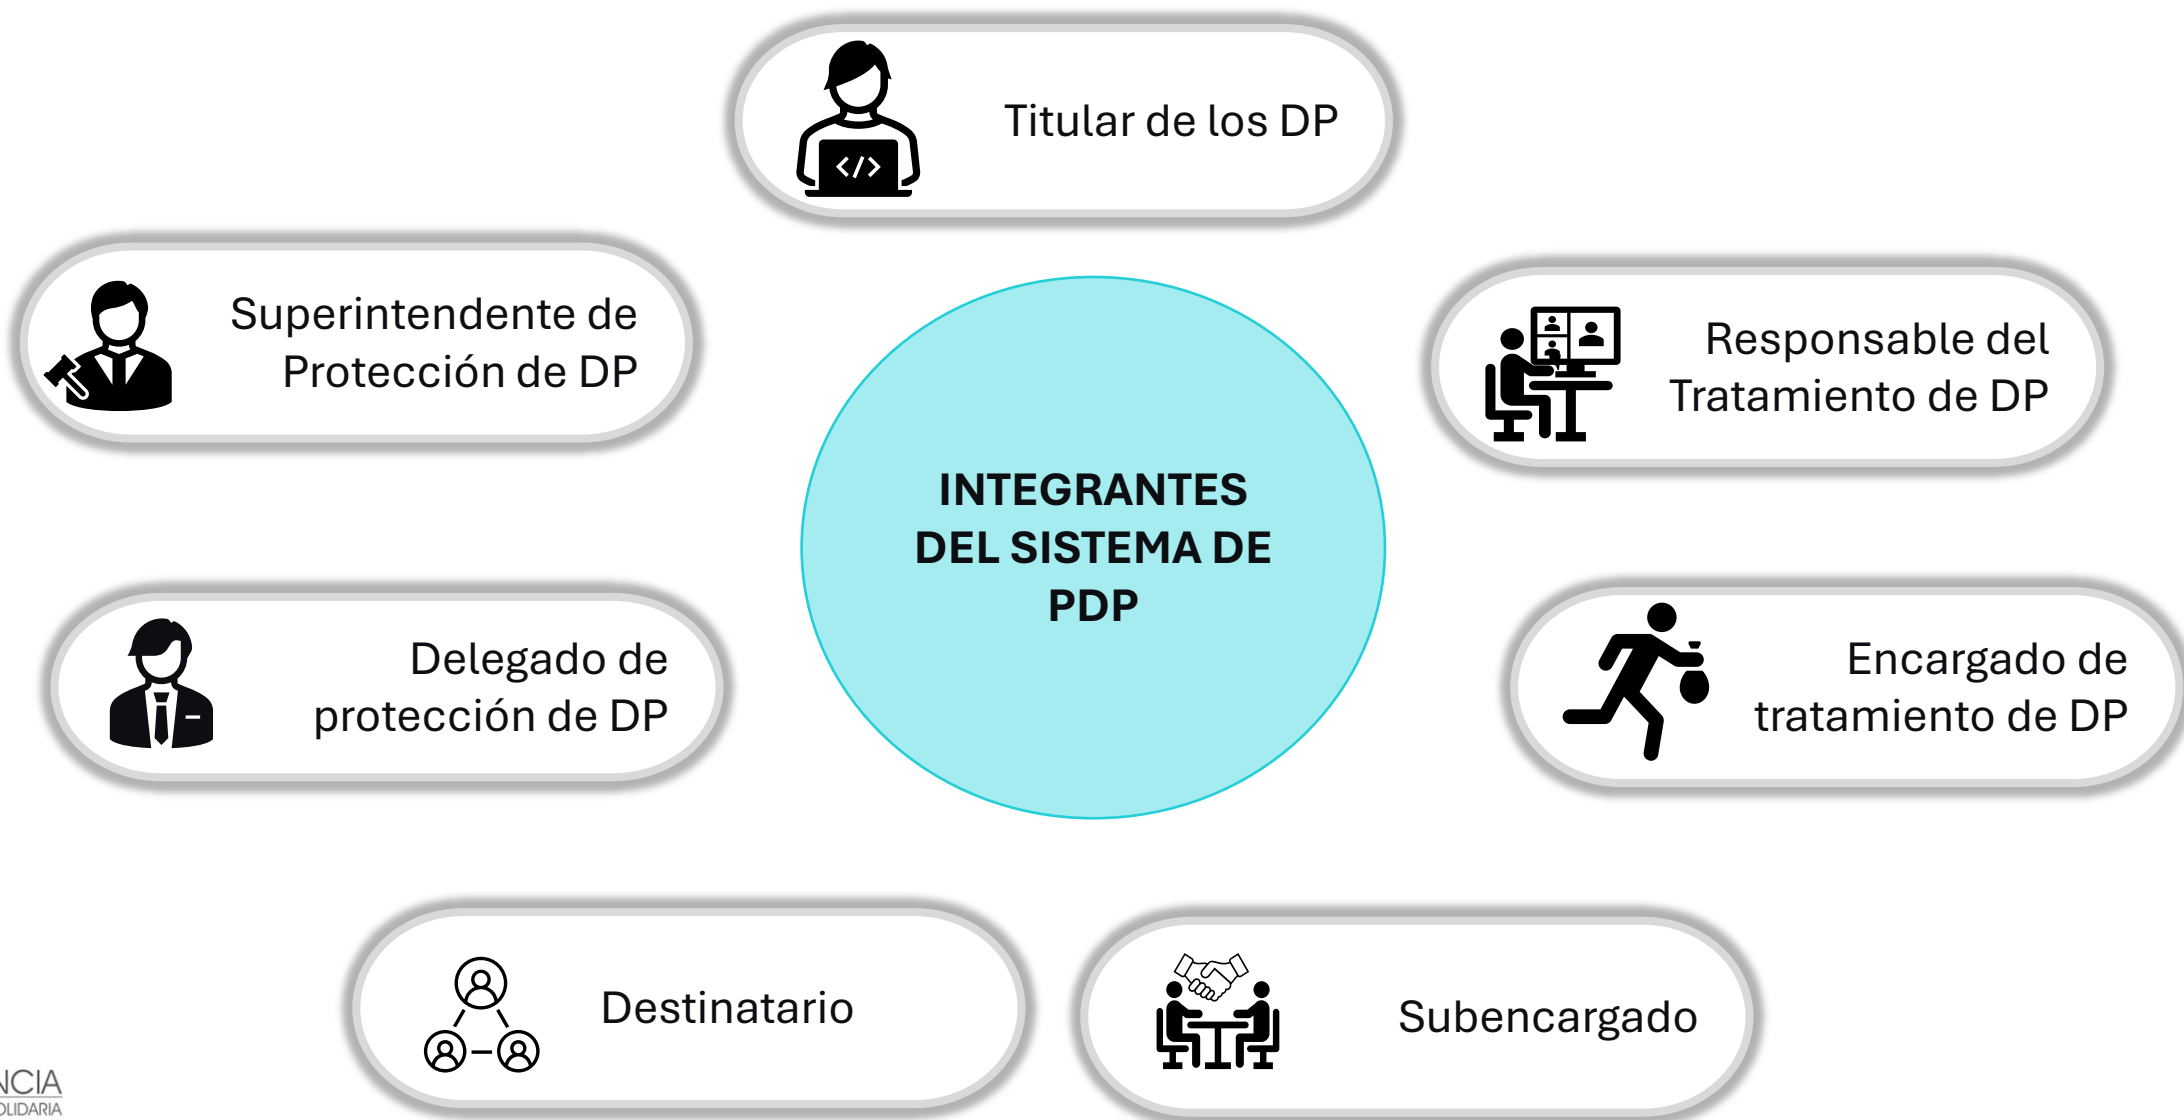 Titular de los DP
Superintendente de
Protección de DP
Responsable del
Tratamiento de DP
INTEGRANTES
DEL SISTEMA DE
PDP
Delegado de
protección de DP
Encargado de
tratamiento de DP
Destinatario
Subencargado